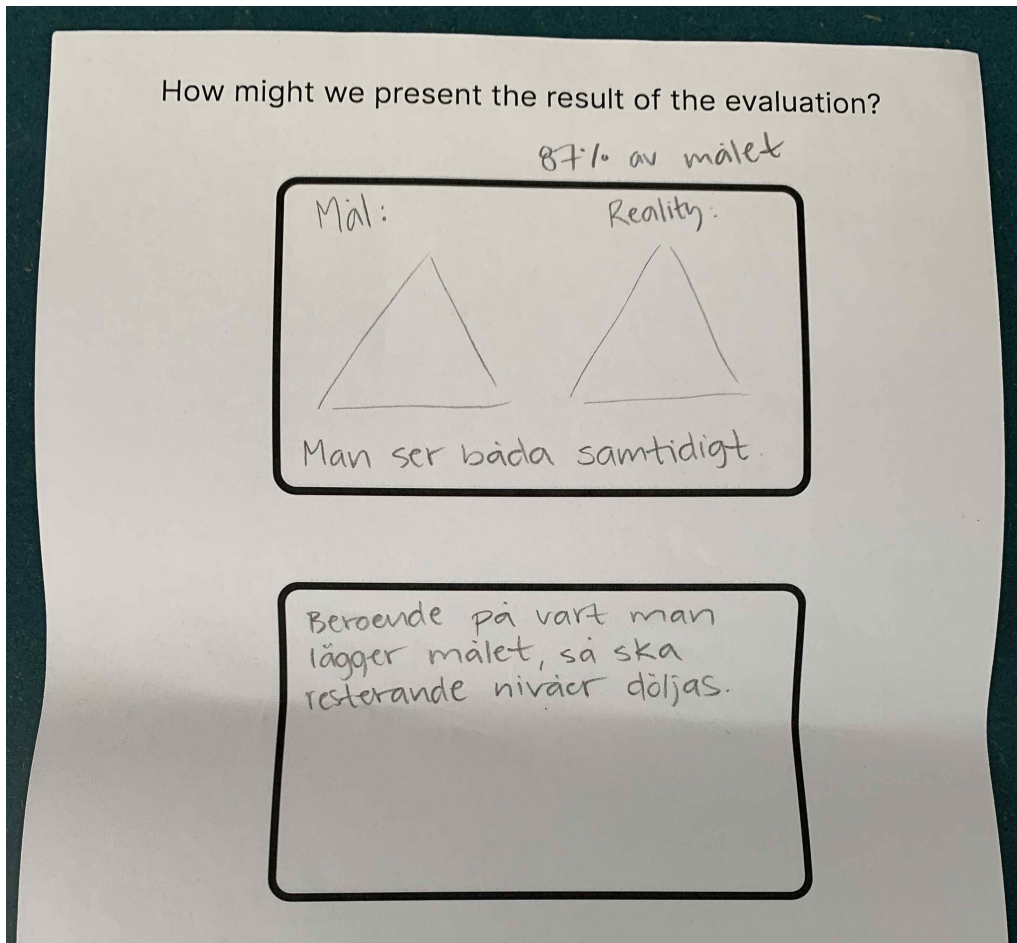 How might we present the result of the evaluation?
87% av målet
Mål: Reality:
Man ser båda samtidigt.
Beroende på vart man
lägger målet, så ska
resterande nivåer döljas.